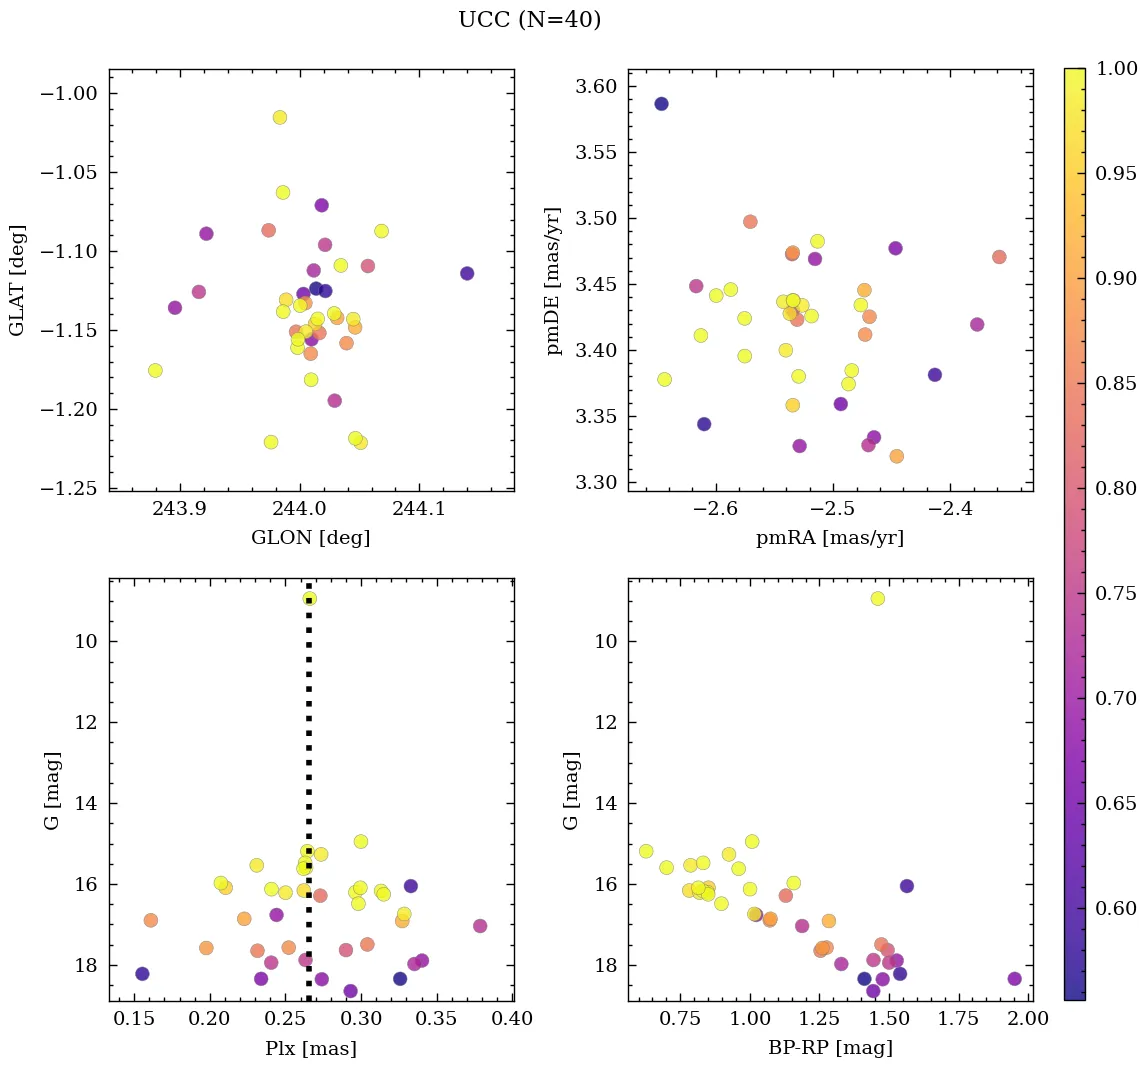 UCC (N=40)
−1.00
−1.05
−1.10
−1.15
−1.20
−1.25
GLAT [deg]
243.9 244.0 244.1
GLON [deg]
3.60
3.55
3.50
3.45
3.40
3.35
3.30
pmDE [mas/yr]
−2.6 −2.5 −2.4
pmRA [mas/yr]
10
12
14
16
18
G [mag]
0.15 0.20 0.25 0.30 0.35 0.40
Plx [mas]
10
12
14
16
18
G [mag]
0.75 1.00 1.25 1.50 1.75 2.00
BP-RP [mag]
1.00
0.95
0.90
0.85
0.80
0.75
0.70
0.65
0.60